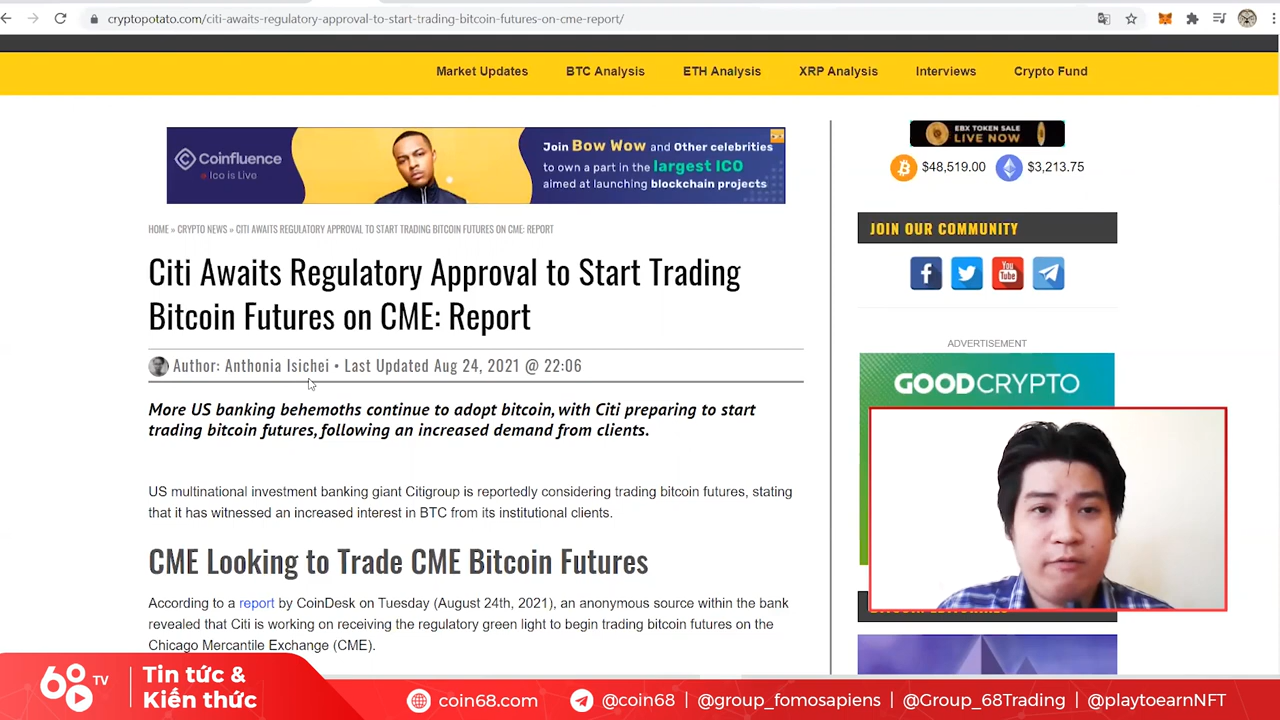 cryptopotato.com/citi-awaits-regulatory-approval-to-start-trading-bitcoin-futures-on-cme-report/
Market Updates
BTC Analysis
ETH Analysis
XRP Analysis
Interviews
Crypto Fund
Coinfluence
Ico is Live
Join Bow Wow and Other celebrities
to own a part in the largest ICO
aimed at launching blockchain projects
EBX TOKEN SALE
LIVE NOW
$48,519.00
$3,213.75
HOME » CRYPTO NEWS » CITI AWAITS REGULATORY APPROVAL TO START TRADING BITCOIN FUTURES ON CME: REPORT
JOIN OUR COMMUNITY
You
Tube
Citi Awaits Regulatory Approval to Start Trading
Bitcoin Futures on CME: Report
Author: Anthonia Isichei • Last Updated Aug 24, 2021 @ 22:06
ADVERTISEMENT
GOODCRYPTO
More US banking behemoths continue to adopt bitcoin, with Citi preparing to start
trading bitcoin futures, following an increased demand from clients.
US multinational investment banking giant Citigroup is reportedly considering trading bitcoin futures, stating
that it has witnessed an increased interest in BTC from its institutional clients.
CME Looking to Trade CME Bitcoin Futures
According to a report by CoinDesk on Tuesday (August 24th, 2021), an anonymous source within the bank
revealed that Citi is working on receiving the regulatory green light to begin trading bitcoin futures on the
Chicago Mercantile Exchange (CME).
68 TV
Tin tức &
Kiến thức
coin68.com
@coin68 | @group_fomosapiens | @Group_68Trading | @playtoearnNFT